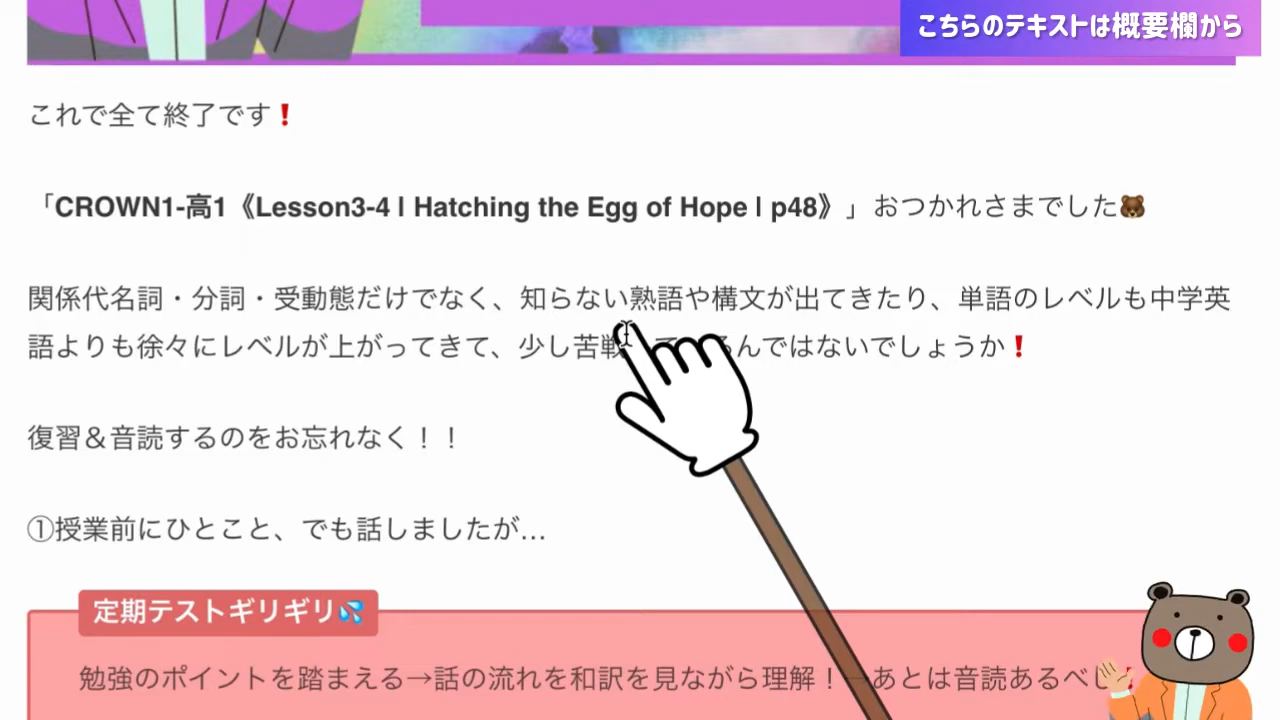 こちらのテキストは概要欄から
これで全て終了です❗
「CROWN1-高1《Lesson3-4 | Hatching the Egg of Hope | p48》」おつかれさまでした🐻
関係代名詞・分詞・受動態だけでなく、知らない熟語や構文が出てきたり、単語のレベルも中学英
語よりも徐々にレベルが上がってきて、少し苦戦 るんではないでしょうか❗
復習＆音読するのをお忘れなく！！
①授業前にひとこと、でも話しましたが…
定期テストギリギリ💦
勉強のポイントを踏まえる→話の流れを和訳を見ながら理解！→あとは音読あるべし